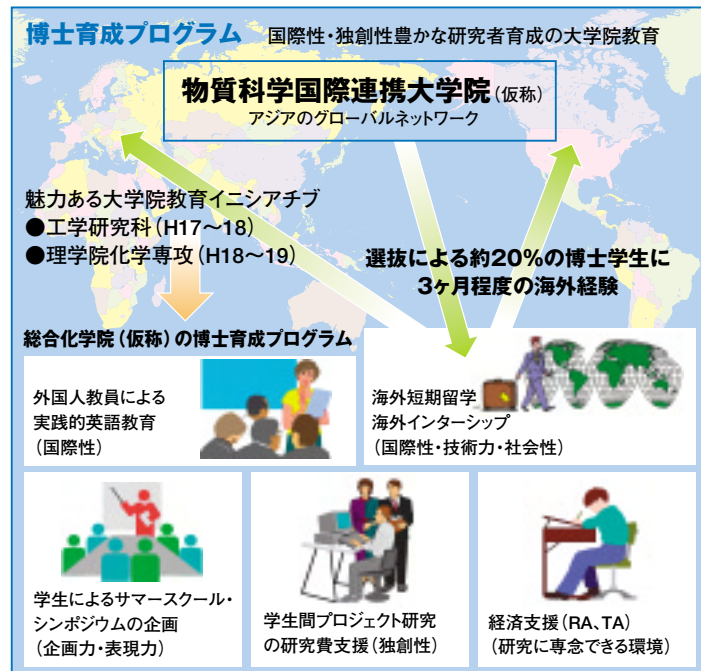 博士育成プログラム 国際性・独創性豊かな研究者育成の大学院教育
物質科学国際連携大学院(仮称)
アジアのグローバルネットワーク
魅力ある大学院教育イニシアチブ
●工学研究科(H17〜18)
●理学院化学専攻(H18〜19)
選抜による約20%の博士学生に
3ヶ月程度の海外経験
総合化学院(仮称)の博士育成プログラム
外国人教員による
実践的英語教育
(国際性)
海外短期留学
海外インターシップ
(国際性・技術力・社会性)
学生によるサマースクール・
シンポジウムの企画
(企画力・表現力)
学生間プロジェクト研究
の研究費支援(独創性)
経済支援(RA、TA)
(研究に専念できる環境)